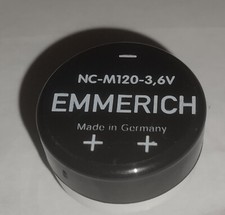 −
NC-M120-3,6V
EMMERICH
Made in Germany
+ +